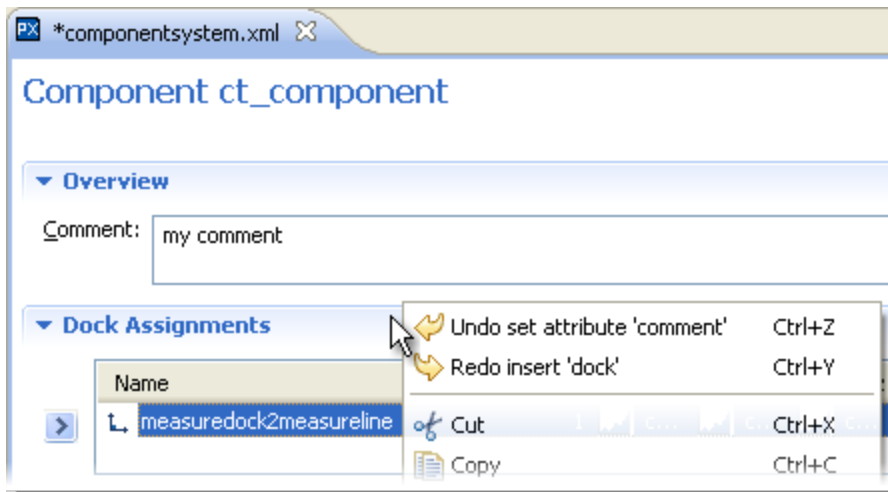 PX *componentsystem.xml
Component ct_component
Overview
Comment: my comment
Dock Assignments
Undo set attribute 'comment' Ctrl+Z
Redo insert 'dock' Ctrl+Y
Name
measuredock2measureline
Cut Ctrl+X
Copy Ctrl+C